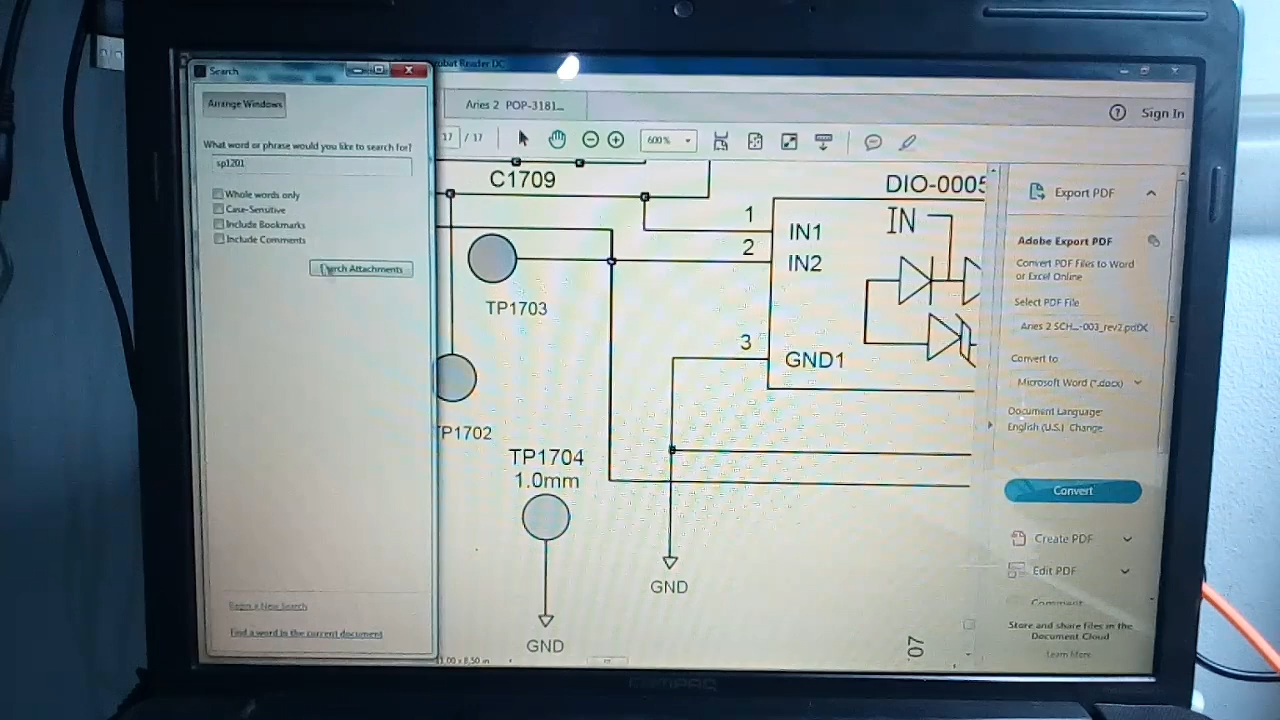 Search
Arrange Windows
What word or phrase would you like to search for?
sp1201
Whole words only
Case-Sensitive
Include Bookmarks
Include Comments
Attachments
Begin a New Search
Find a word in the current document
obat Reader DC
Aries 2 POP-3181...
Sign In
17 / 17
600%
C1709
DIO-0005
IN
1
IN1
2
IN2
TP1703
3
GND1
TP1702
TP1704
1.0mm
GND
GND
07
11.00 x 8.50 in
Export PDF
Adobe Export PDF
Convert PDF Files to Word
or Excel Online
Select PDF File
Aries 2 SCH...-003_rev2.pdf
Convert to
Microsoft Word (*.docx)
Document Language:
English (U.S.) Change
Convert
Create PDF
Edit PDF
Comment
Store and share files in the
Document Cloud
Learn More
COMPAQ